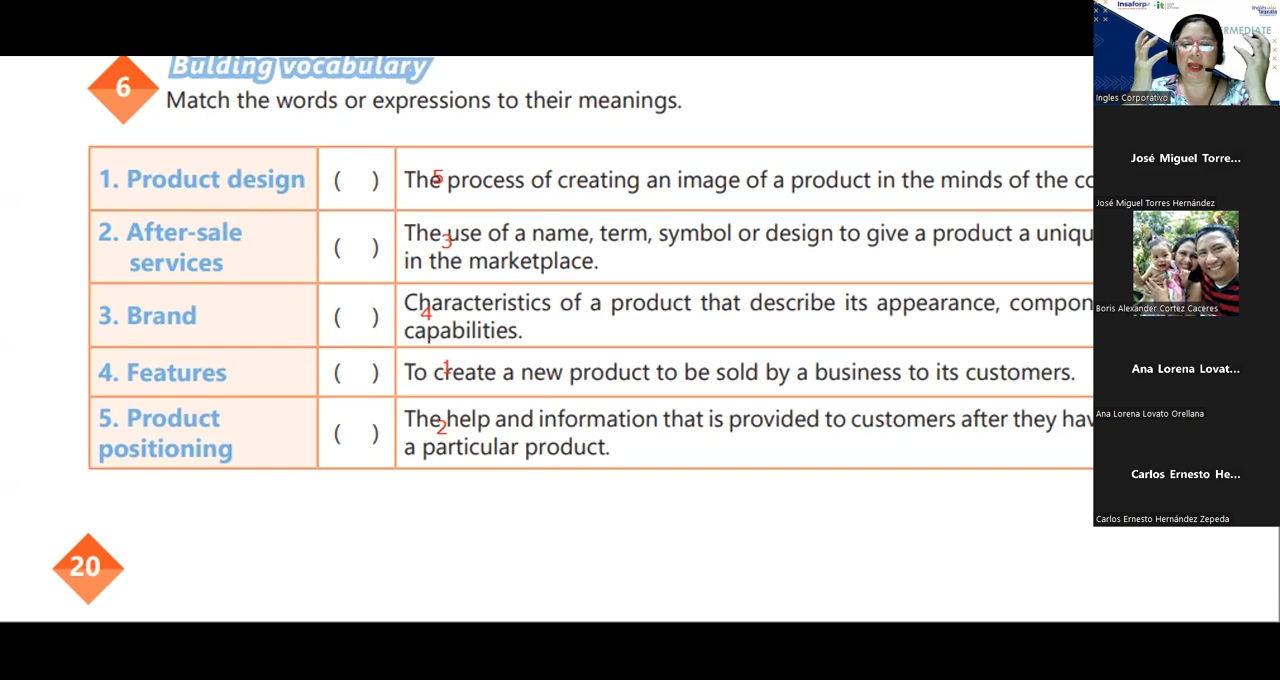 Insaforp
it
6
Bulding vocabulary
Match the words or expressions to their meanings.
1. Product design ( ) The process of creating an image of a product in the minds of the co
5
2. After-sale services ( ) The use of a name, term, symbol or design to give a product a uniqu
3
in the marketplace.
3. Brand ( ) Characteristics of a product that describe its appearance, compon
4
capabilities.
4. Features ( ) To create a new product to be sold by a business to its customers.
1
5. Product positioning ( ) The help and information that is provided to customers after they hav
2
a particular product.
20
RMEDIATE
Ingles Corporativo
José Miguel Torre...
José Miguel Torres Hernández
Boris Alexander Cortez Caceres
Ana Lorena Lovat...
Ana Lorena Lovato Orellana
Carlos Ernesto He...
Carlos Ernesto Hernández Zepeda